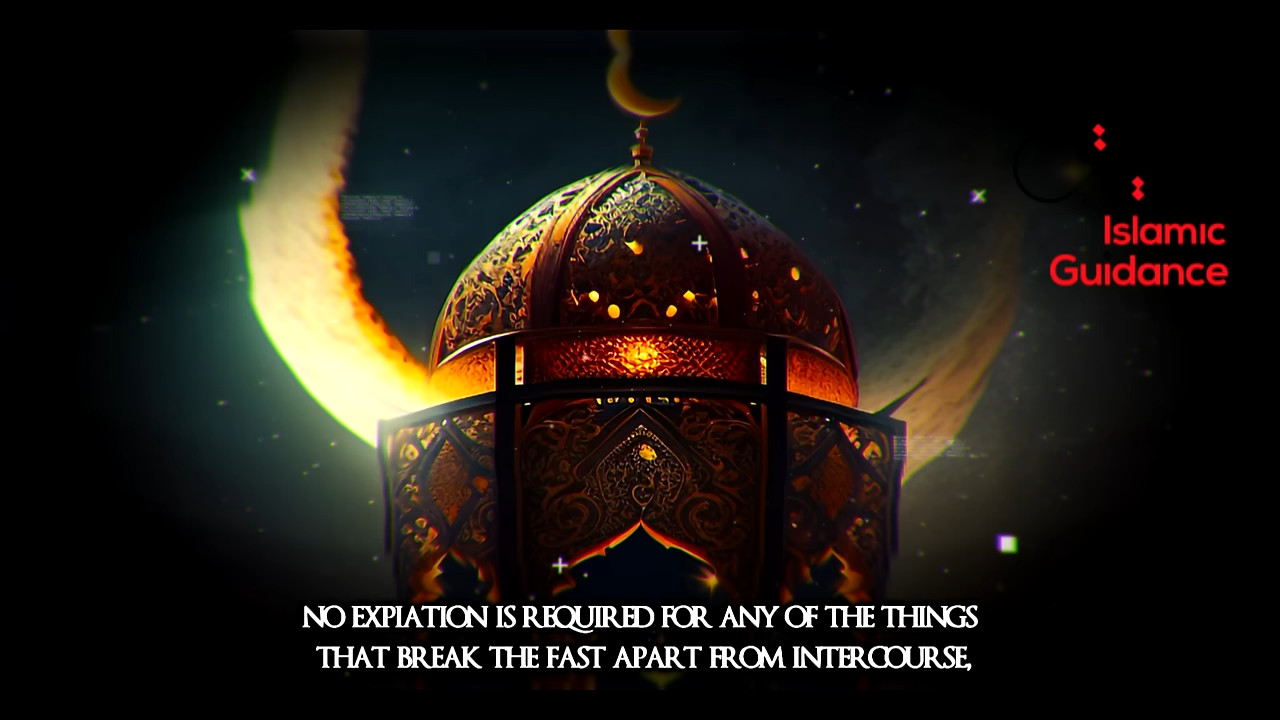 Islamic
Guidance
NO EXPIATION IS REQUIRED FOR ANY OF THE THINGS
THAT BREAK THE FAST APART FROM INTERCOURSE,